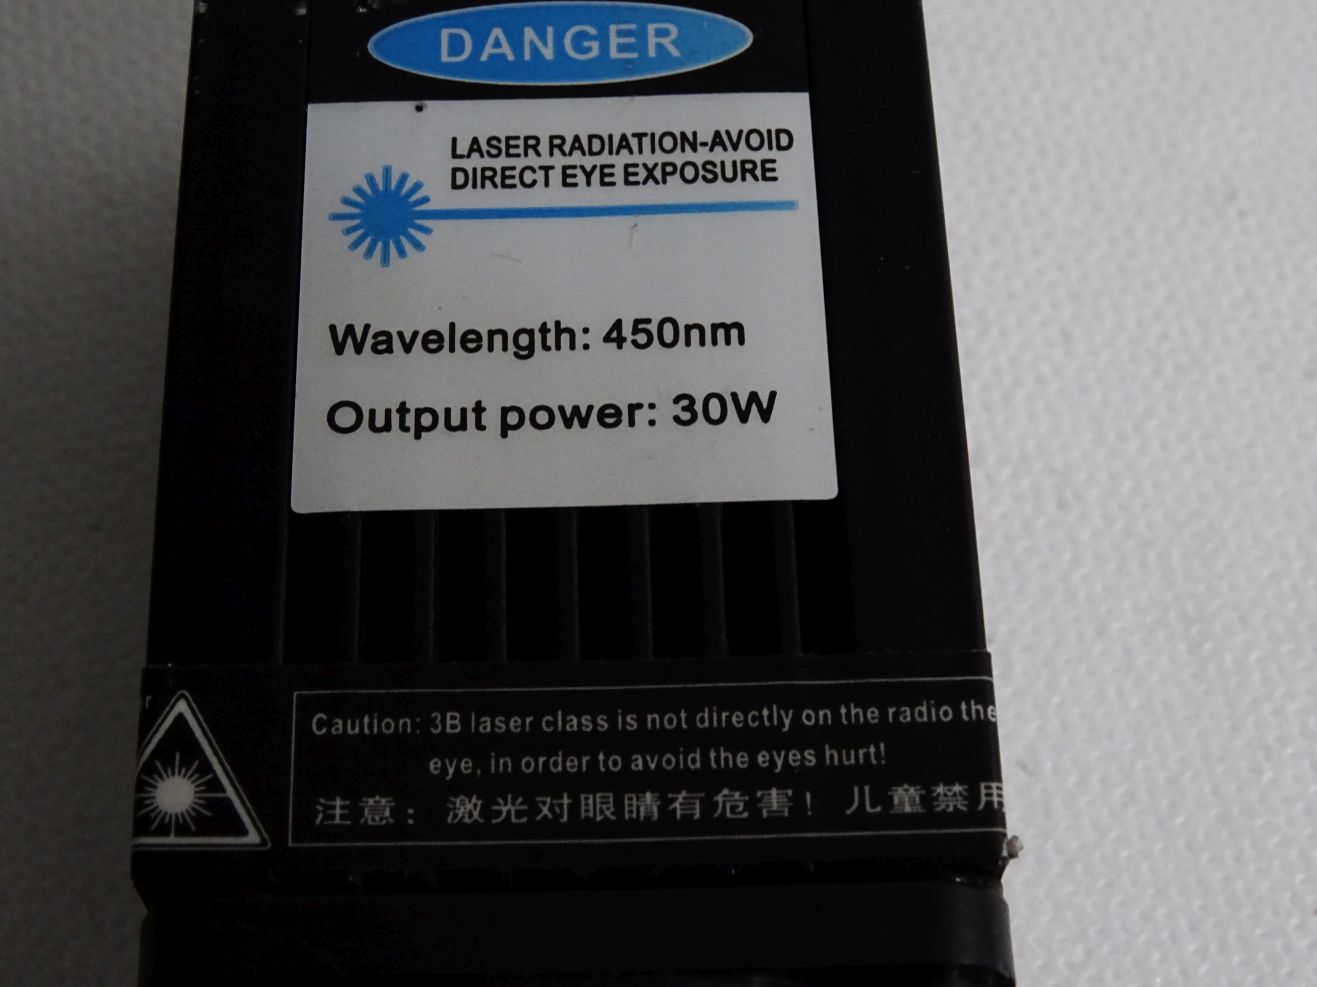 DANGER
LASER RADIATION-AVOID
DIRECT EYE EXPOSURE
Wavelength: 450nm
Output power: 30W
Caution: 3B laser class is not directly on the radio the
eye, in order to avoid the eyes hurt!
注意：激光对眼睛有危害！儿童禁用